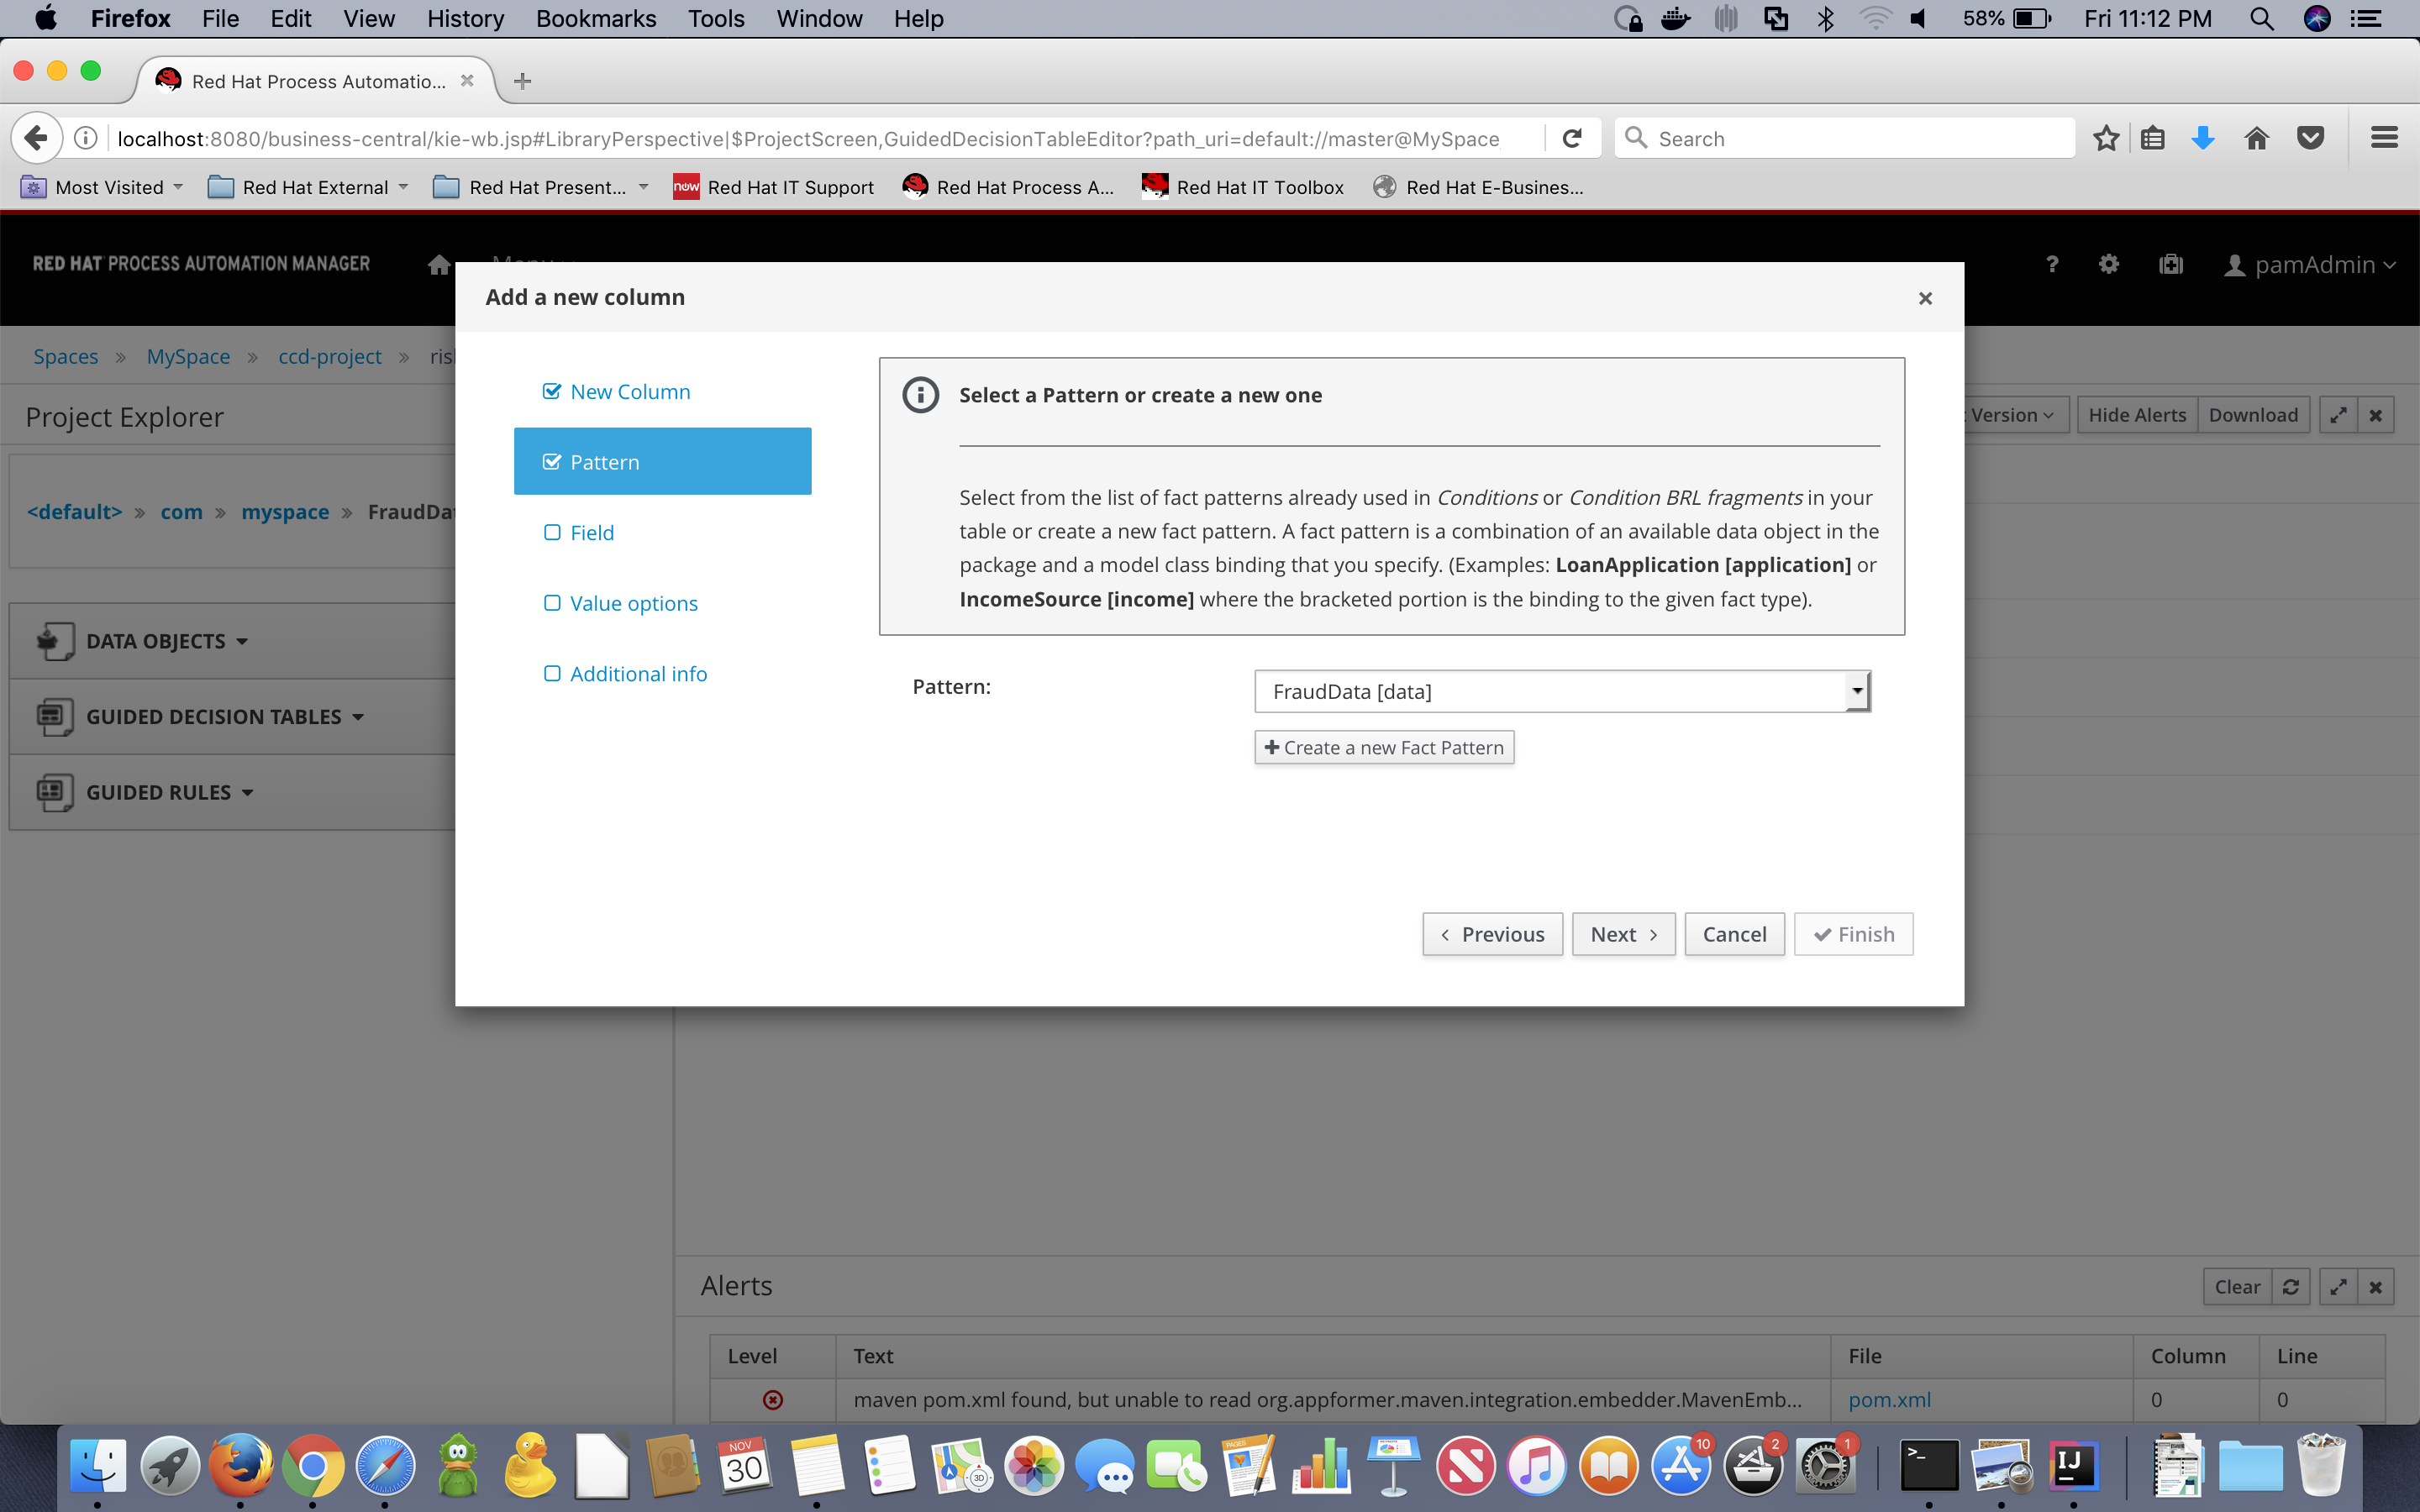 Firefox File Edit View History Bookmarks Tools Window Help 58% Fri 11:12 PM
Red Hat Process Automatio...
localhost:8080/business-central/kie-wb.jsp#LibraryPerspective|$ProjectScreen,GuidedDecisionTableEditor?path_uri=default://master@MySpace
Search
Most Visited Red Hat External Red Hat Present... now Red Hat IT Support Red Hat Process A... Red Hat IT Toolbox Red Hat E-Busines...
RED HAT PROCESS AUTOMATION MANAGER
? pamAdmin
Add a new column
Spaces » MySpace » ccd-project »
Project Explorer
Version Hide Alerts Download
<default> » com » myspace »
DATA OBJECTS
GUIDED DECISION TABLES
GUIDED RULES
New Column
Pattern
Field
Value options
Additional info
Select a Pattern or create a new one
Select from the list of fact patterns already used in Conditions or Condition BRL fragments in your
table or create a new fact pattern. A fact pattern is a combination of an available data object in the
package and a model class binding that you specify. (Examples: LoanApplication [application] or
IncomeSource [income] where the bracketed portion is the binding to the given fact type).
Pattern: FraudData [data]
Create a new Fact Pattern
Previous Next Cancel Finish
Alerts
Clear
Level Text File Column Line
maven pom.xml found, but unable to read org.appformer.maven.integration.embedder.MavenEmb... pom.xml 0 0
NOV
30
3D
PAGES
10
2
1
>_
IJ